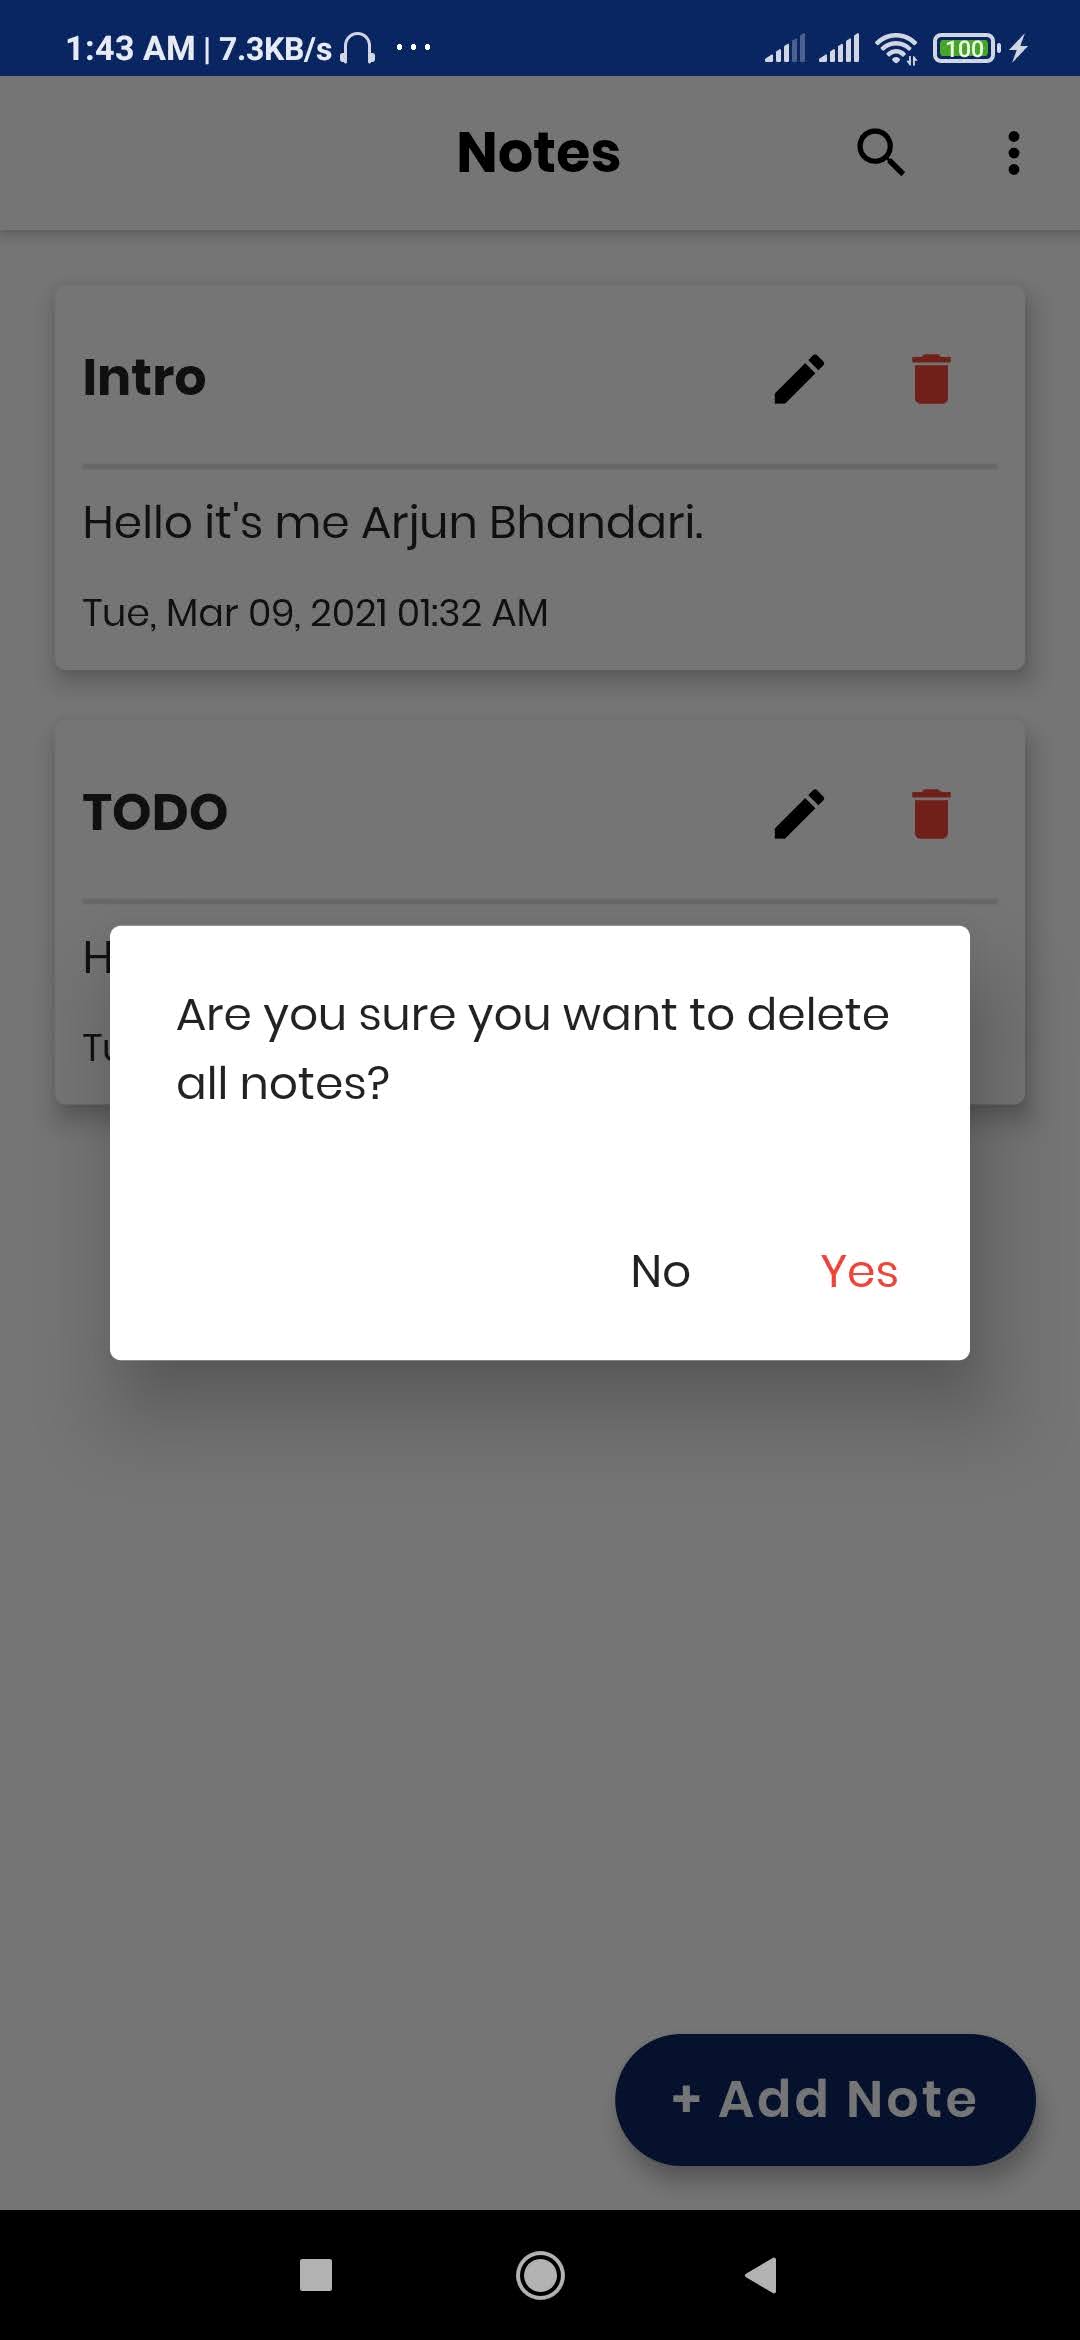 1:43 AM | 7.3KB/s ... 100
Notes
Intro
Hello it's me Arjun Bhandari.
Tue, Mar 09, 2021 01:32 AM
TODO
Are you sure you want to delete
all notes?
No Yes
+ Add Note